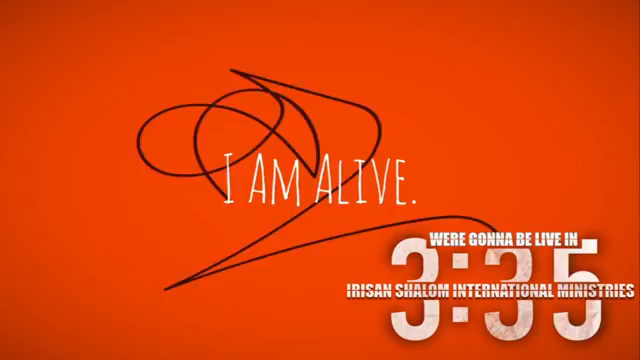 I Am Alive.
WERE GONNA BE LIVE IN
3:35
IRISAN SHALOM INTERNATIONAL MINISTRIES